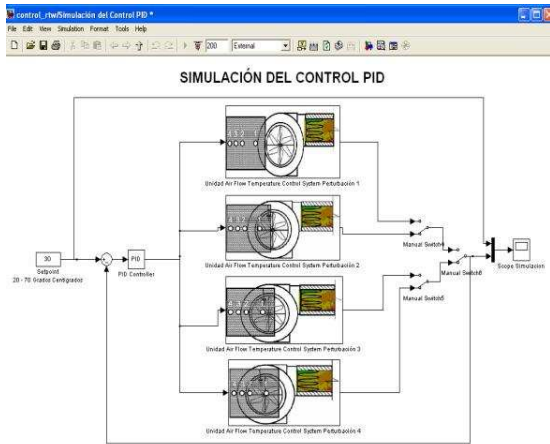 control_rtw/Simulación del Control PID *
File Edit View Simulation Format Tools Help
200 External
SIMULACIÓN DEL CONTROL PID
Unidad Air Flow Temperature Control System Perturbación 1
Unidad Air Flow Temperature Control System Perturbación 2
Manual Switch4
30
Setpoint
20 - 70 Grados Centigrados
PID
PID Controller
Manual Switch6
Scope Simulacion
Manual Switch5
Unidad Air Flow Temperature Control System Perturbación 3
Unidad Air Flow Temperature Control System Perturbación 4